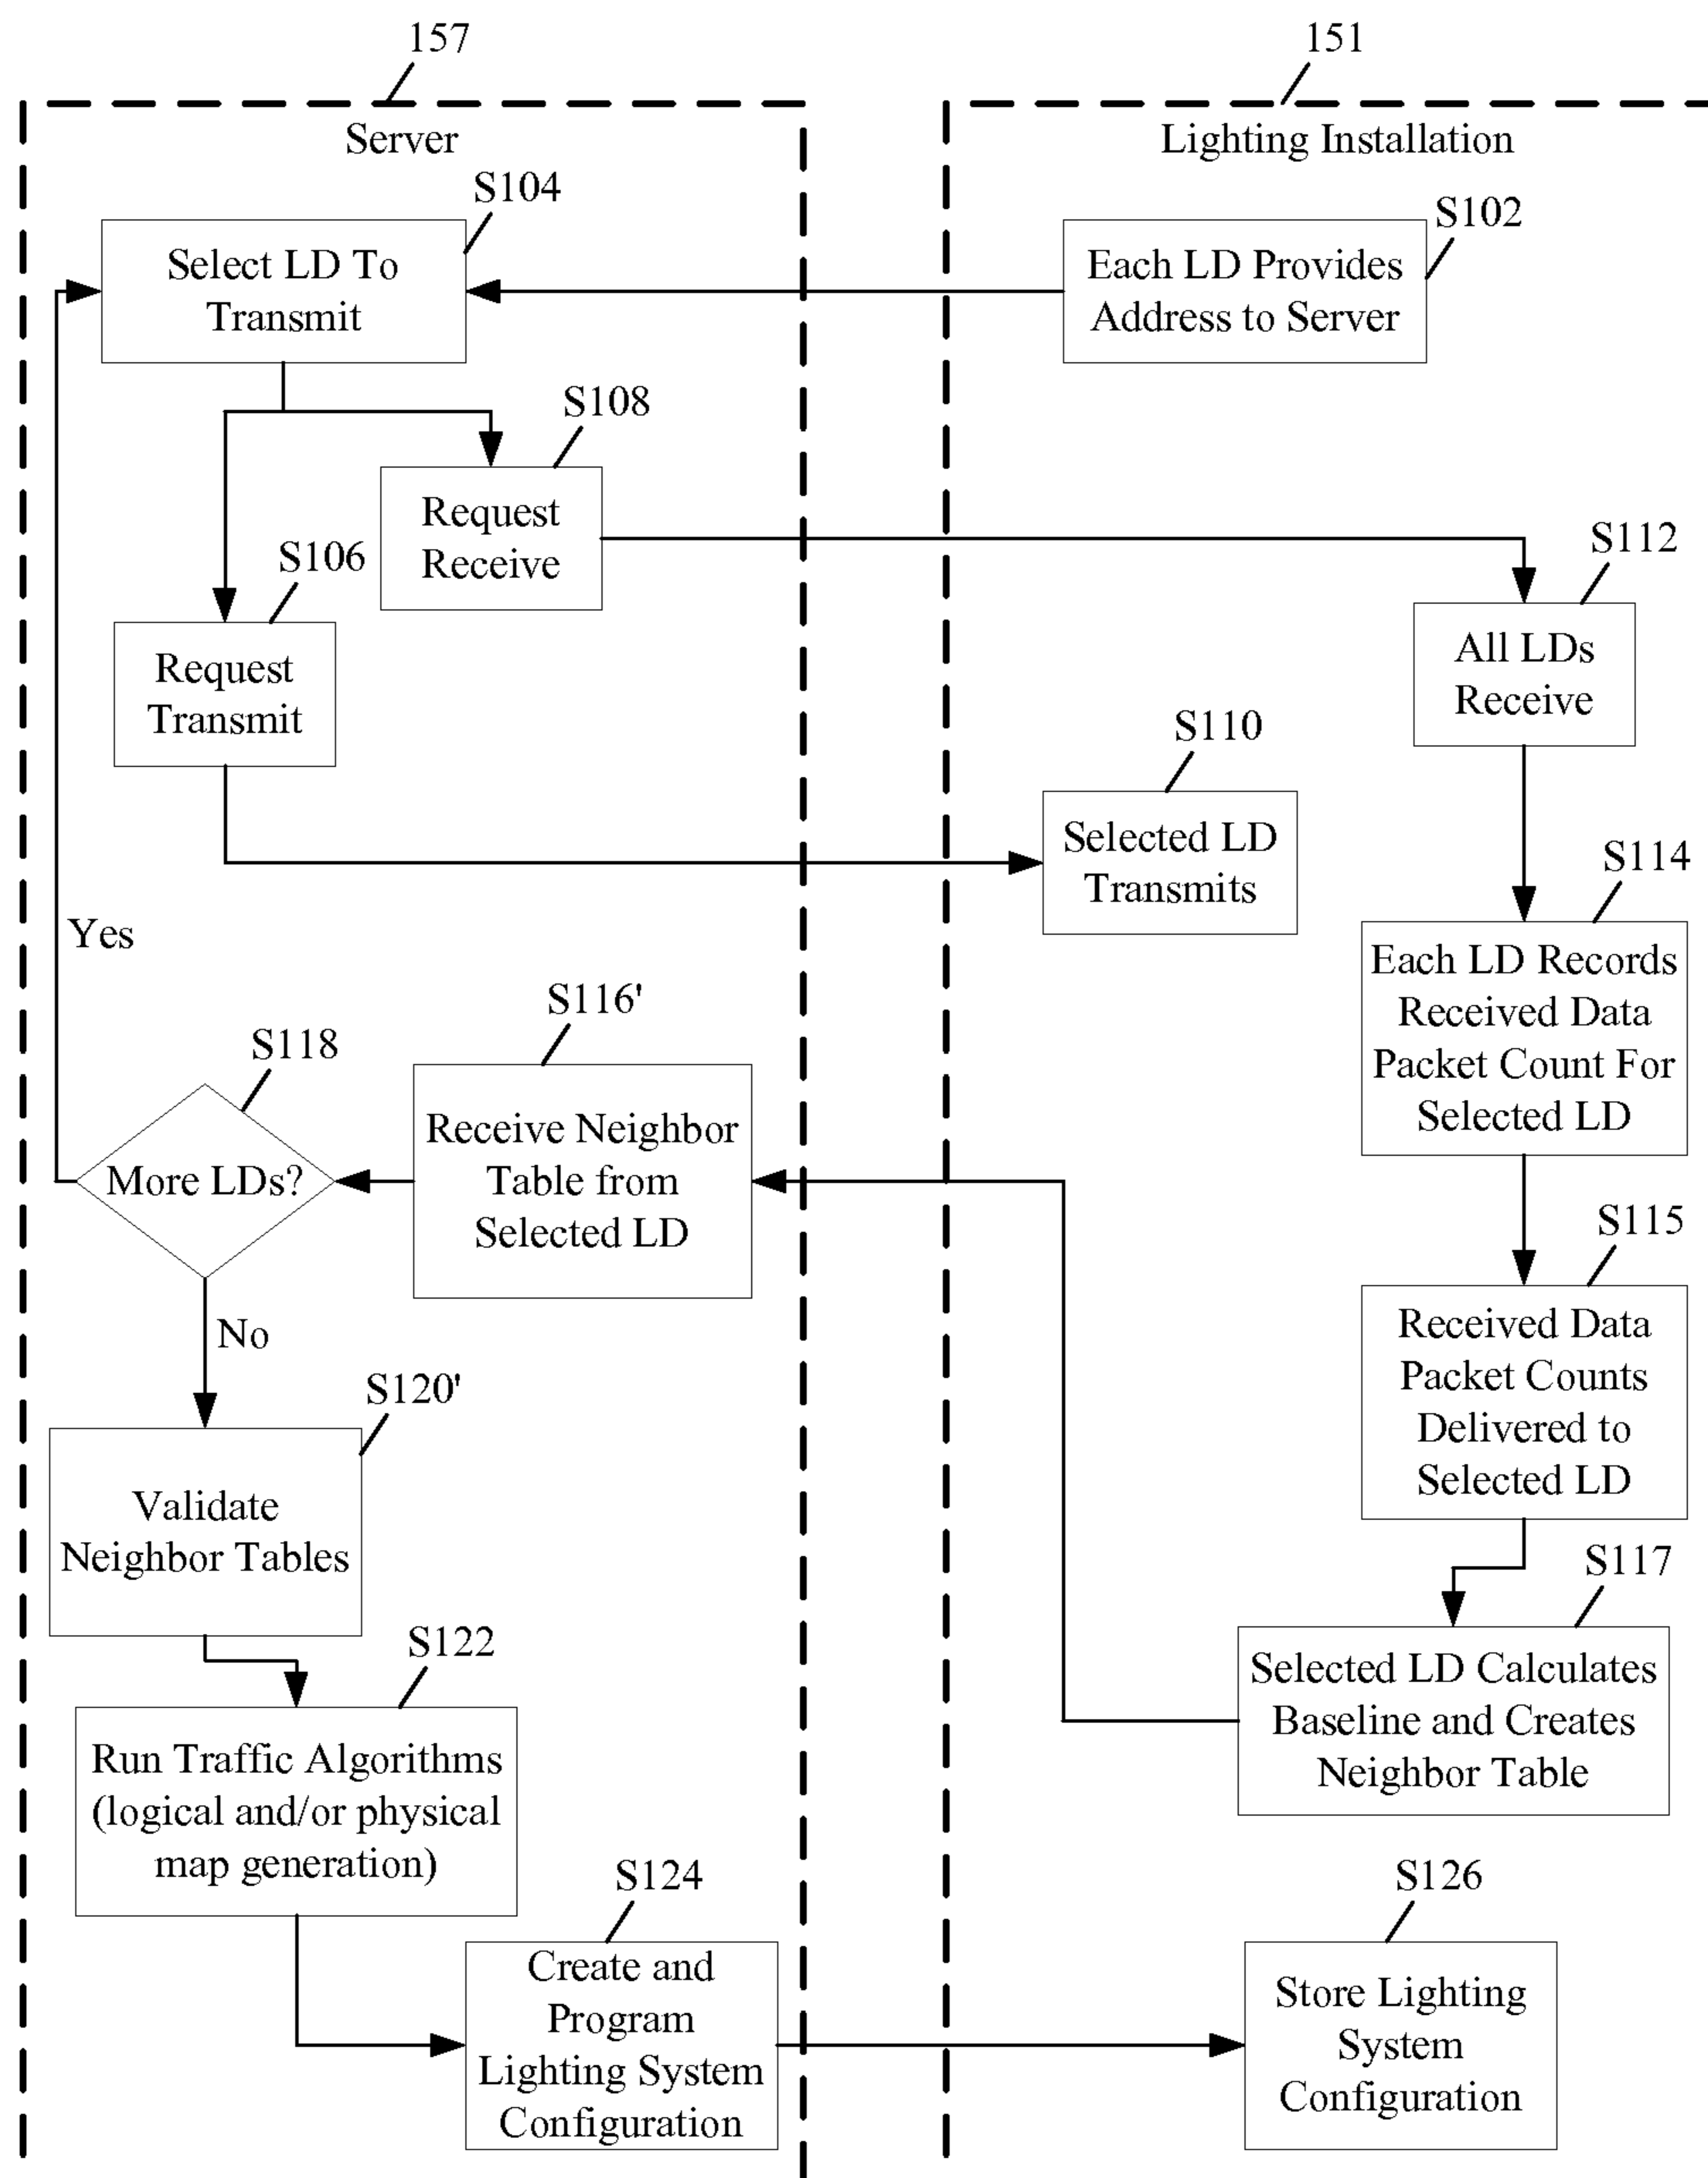 157
151
Server
Lighting Installation
S104
Select LD To
Transmit
S102
Each LD Provides
Address to Server
S108
Request
Receive
S106
Request
Transmit
S112
All LDs
Receive
S110
Selected LD
Transmits
S114
Each LD Records
Received Data
Packet Count For
Selected LD
Yes
S116'
Receive Neighbor
Table from
Selected LD
S118
More LDs?
S115
Received Data
Packet Counts
Delivered to
Selected LD
No
S120'
Validate
Neighbor Tables
S117
Selected LD Calculates
Baseline and Creates
Neighbor Table
S122
Run Traffic Algorithms
(logical and/or physical
map generation)
S124
Create and
Program
Lighting System
Configuration
S126
Store Lighting
System
Configuration